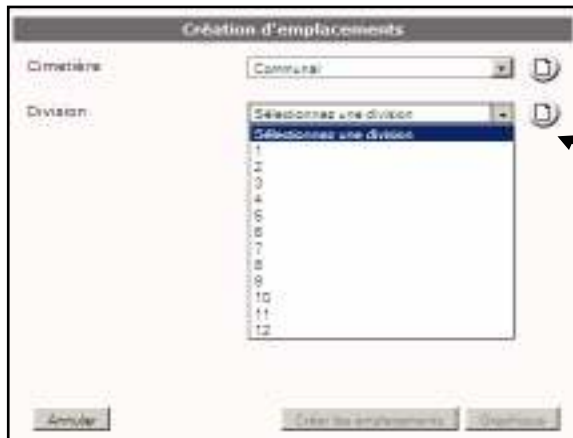 Création d'emplacements
Cimetière
Communal
Division
Sélectionnez une division
Sélectionnez une division
1
2
3
4
5
6
7
8
9
10
11
12
Annuler
Créer les emplacements
Graphique